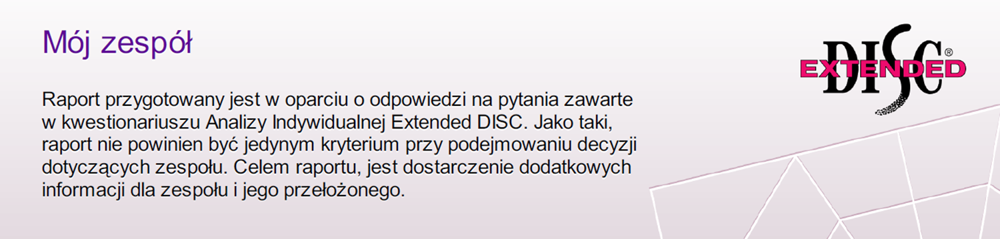 Mój zespół
DISC®
EXTENDED
Raport przygotowany jest w oparciu o odpowiedzi na pytania zawarte
w kwestionariuszu Analizy Indywidualnej Extended DISC. Jako taki,
raport nie powinien być jedynym kryterium przy podejmowaniu decyzji
dotyczących zespołu. Celem raportu, jest dostarczenie dodatkowych
informacji dla zespołu i jego przełożonego.